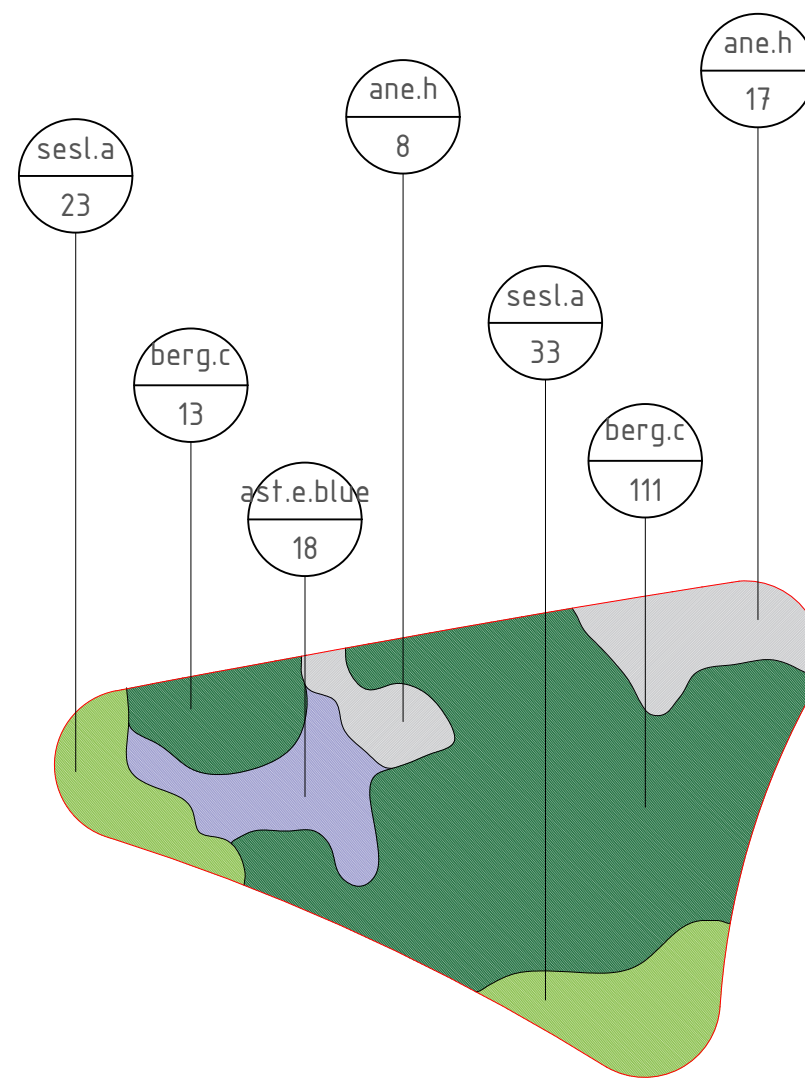 ane.h
17
ane.h
8
sesl.a
23
sesl.a
33
berg.c
13
berg.c
111
ast.e.blue
18